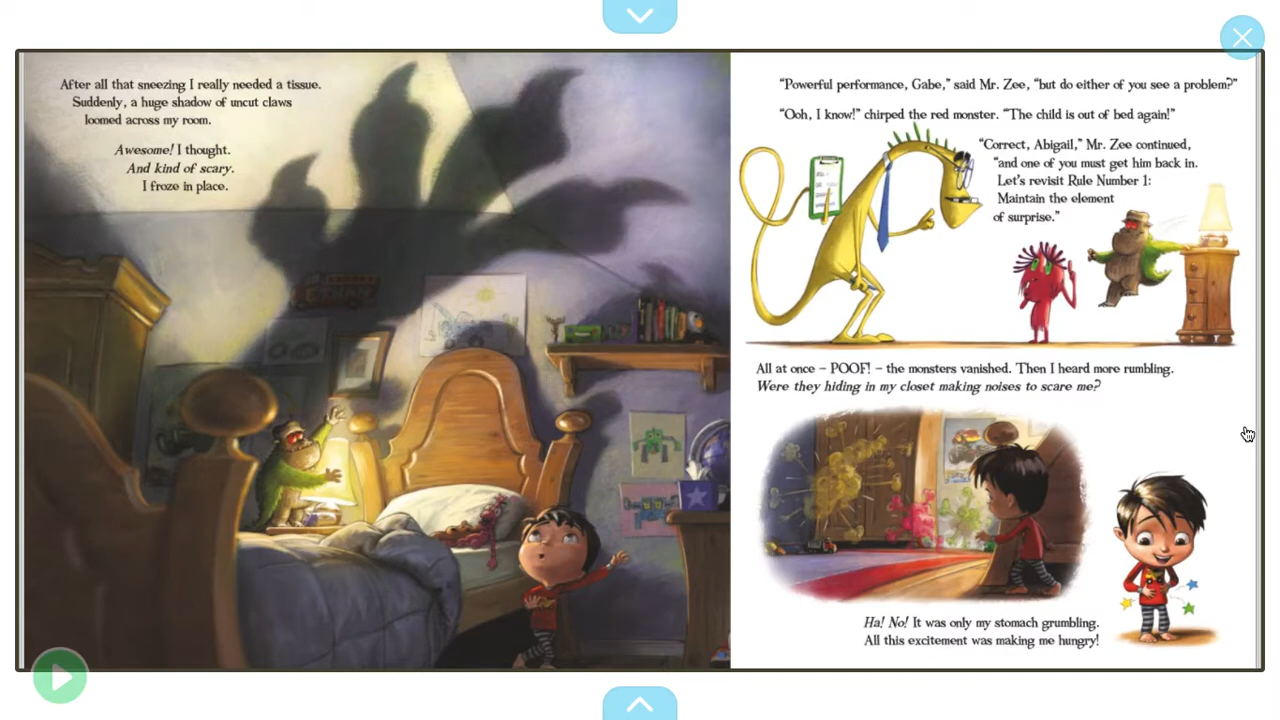 After all that sneezing I really needed a tissue.
Suddenly, a huge shadow of uncut claws
loomed across my room.
Awesome! I thought.
And kind of scary.
I froze in place.
“Powerful performance, Gabe,” said Mr. Zee, “but do either of you see a problem?”
“Ooh, I know!” chirped the red monster. “The child is out of bed again!”
“Correct, Abigail,” Mr. Zee continued,
“and one of you must get him back in.
Let’s revisit Rule Number 1:
Maintain the element
of surprise.”
All at once – POOF! – the monsters vanished. Then I heard more rumbling.
Were they hiding in my closet making noises to scare me?
Ha! No! It was only my stomach grumbling.
All this excitement was making me hungry!